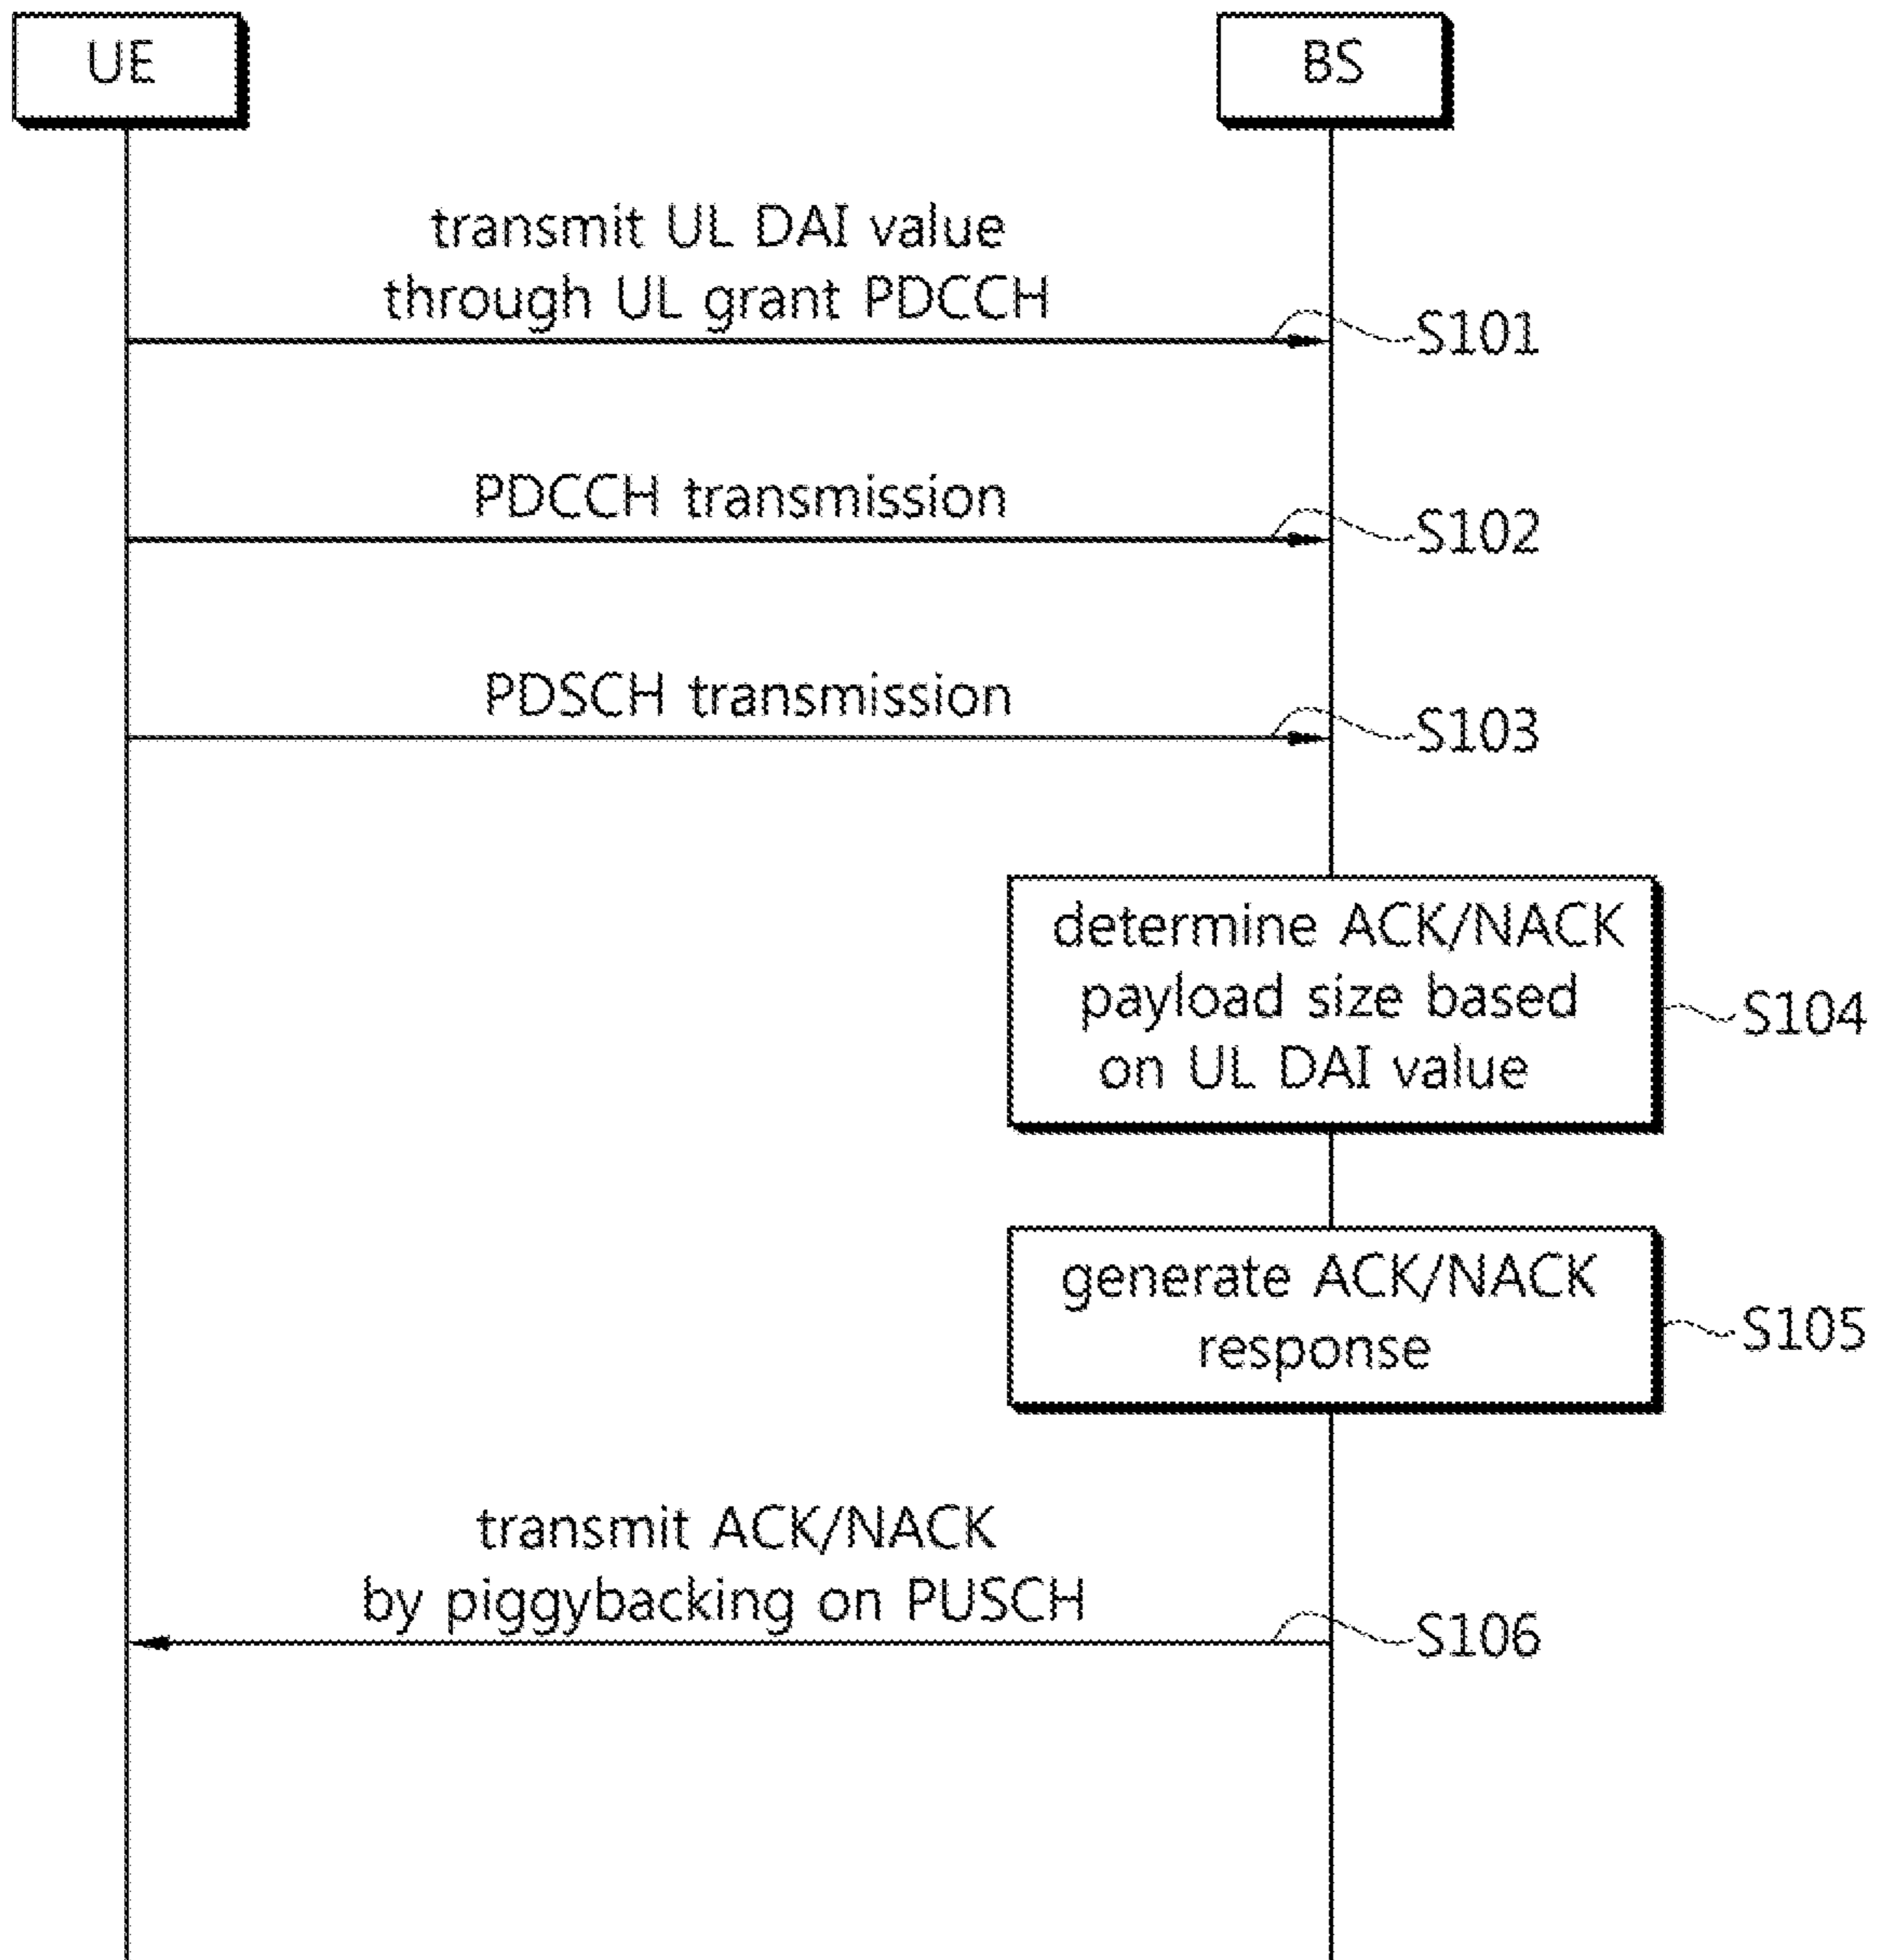 UE
BS
transmit UL DAI value
through UL grant PDCCH
S101
PDCCH transmission
S102
PDSCH transmission
S103
determine ACK/NACK
payload size based
on UL DAI value
S104
generate ACK/NACK
response
S105
transmit ACK/NACK
by piggybacking on PUSCH
S106